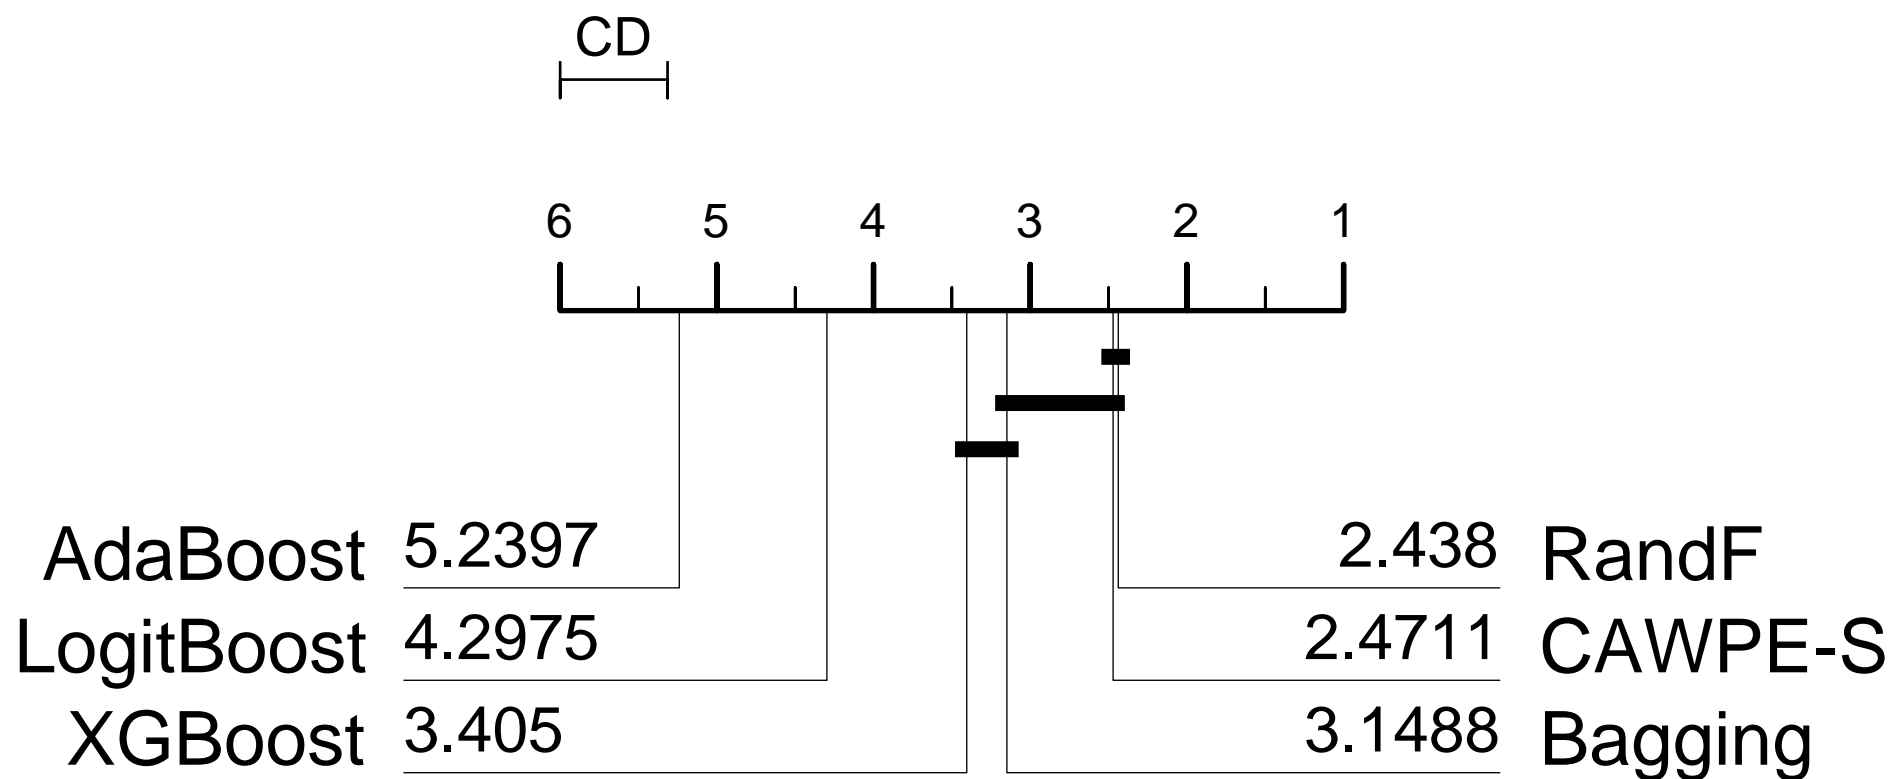 CD
6 5 4 3 2 1
AdaBoost 5.2397 2.438 RandF
LogitBoost 4.2975 2.4711 CAWPE-S
XGBoost 3.405 3.1488 Bagging